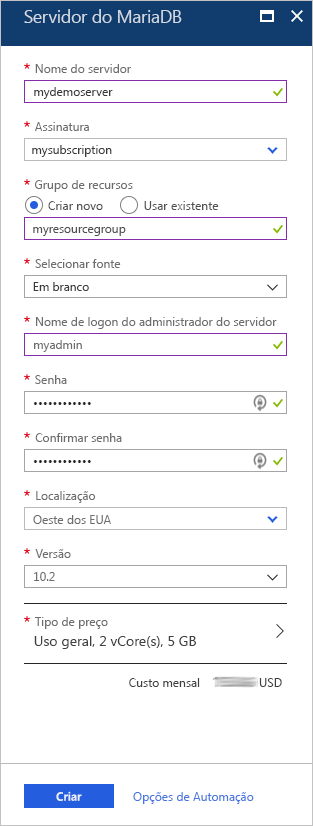 Servidor do MariaDB
* Nome do servidor
mydemoserver
* Assinatura
mysubscription
* Grupo de recursos
Criar novo Usar existente
myresourcegroup
* Selecionar fonte
Em branco
* Nome de logon do administrador do servidor
myadmin
* Senha
••••••••••••
* Confirmar senha
••••••••••••
* Localização
Oeste dos EUA
* Versão
10.2
* Tipo de preço
Uso geral, 2 vCore(s), 5 GB
Custo mensal USD
Criar Opções de Automação